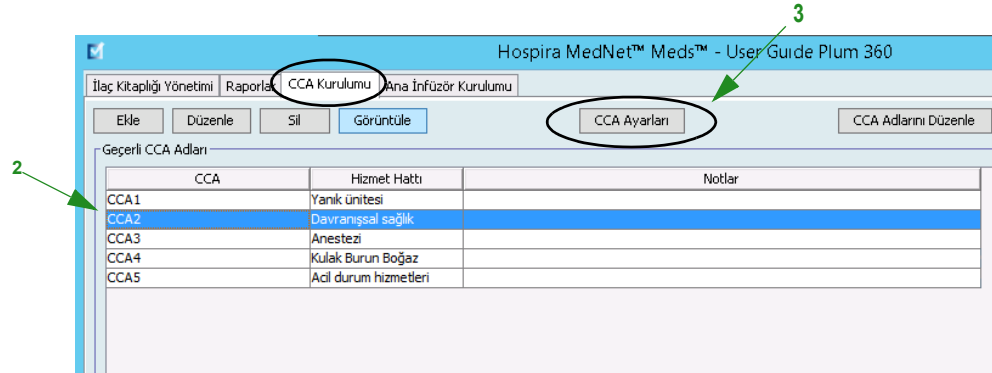 3
Hospira MedNet™ Meds™ - User Guide Plum 360
İlaç Kitaplığı Yönetimi Raporlar CCA Kurulumu Ana İnfüzör Kurulumu
Ekle Düzenle Sil Görüntüle CCA Ayarları CCA Adlarını Düzenle
Geçerli CCA Adları
2
CCA Hizmet Hattı Notlar
CCA1 Yanık ünitesi
CCA2 Davranışsal sağlık
CCA3 Anestezi
CCA4 Kulak Burun Boğaz
CCA5 Acil durum hizmetleri